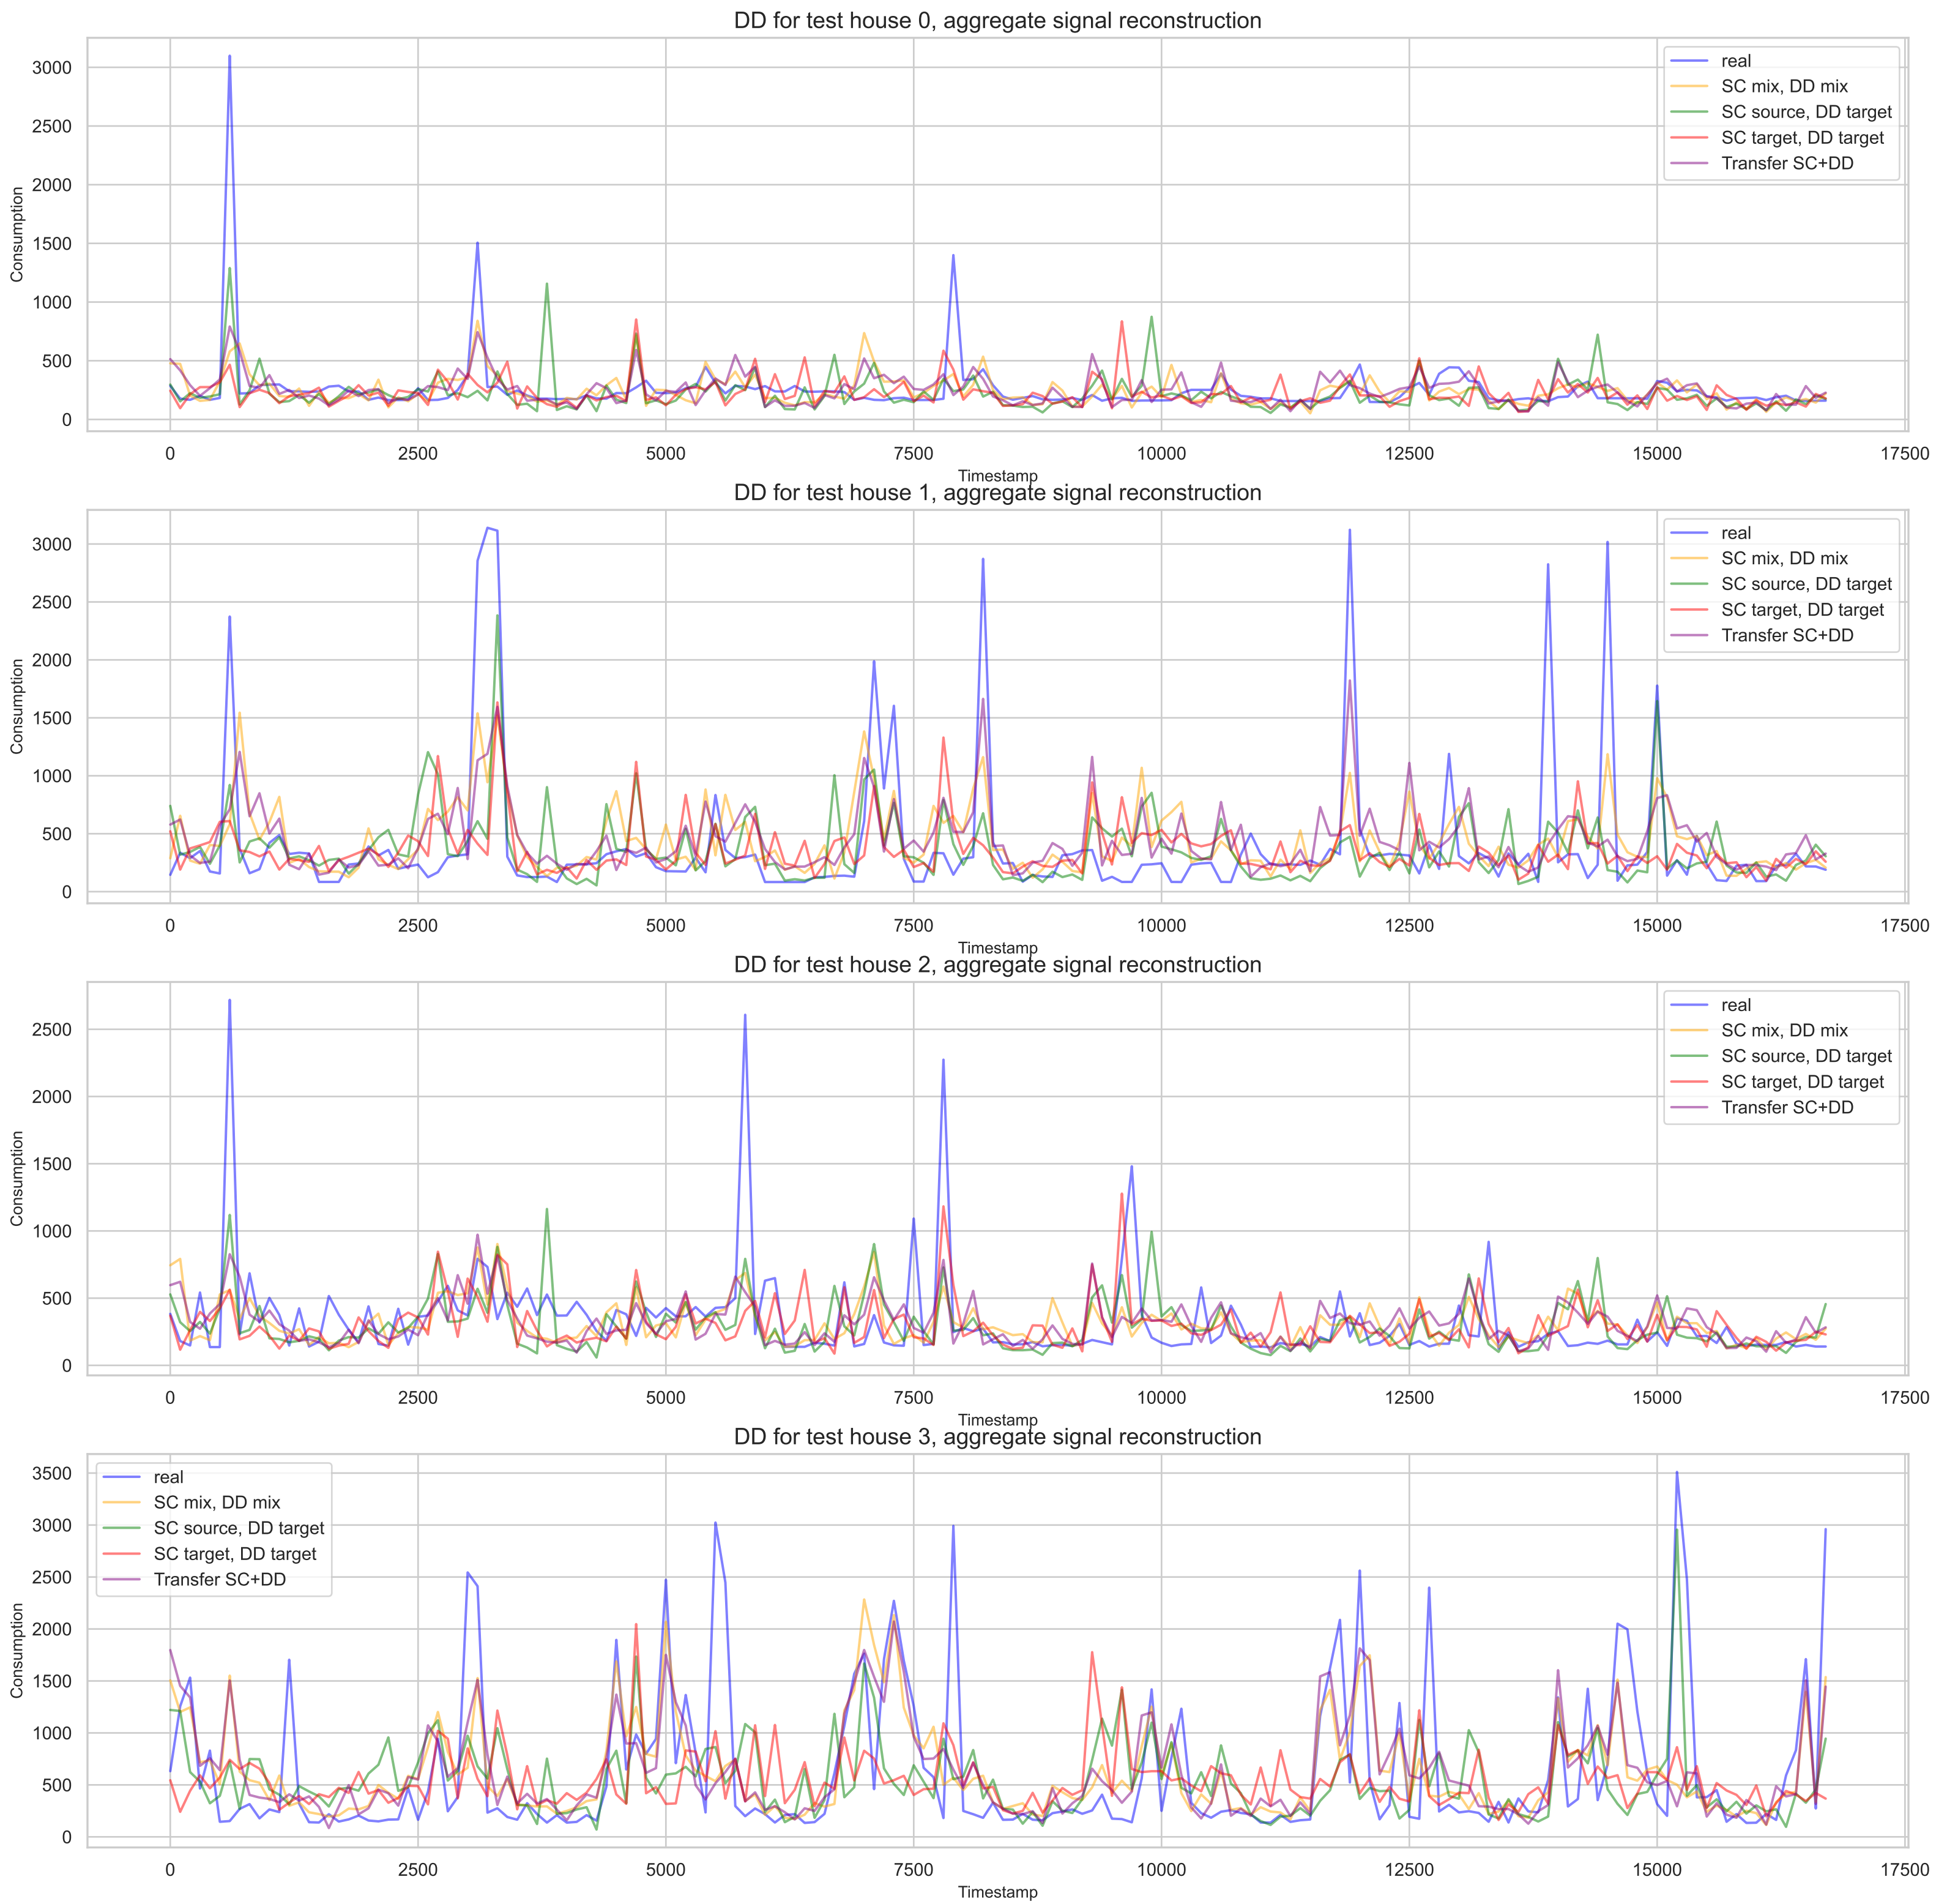 DD for test house 0, aggregate signal reconstruction
3000
2500
2000
1500
1000
500
0
Consumption
real
SC mix, DD mix
SC source, DD target
SC target, DD target
Transfer SC+DD
0 2500 5000 7500 10000 12500 15000 17500
Timestamp
DD for test house 1, aggregate signal reconstruction
3000
2500
2000
1500
1000
500
0
Consumption
real
SC mix, DD mix
SC source, DD target
SC target, DD target
Transfer SC+DD
0 2500 5000 7500 10000 12500 15000 17500
Timestamp
DD for test house 2, aggregate signal reconstruction
2500
2000
1500
1000
500
0
Consumption
real
SC mix, DD mix
SC source, DD target
SC target, DD target
Transfer SC+DD
0 2500 5000 7500 10000 12500 15000 17500
Timestamp
DD for test house 3, aggregate signal reconstruction
3500
3000
2500
2000
1500
1000
500
0
Consumption
real
SC mix, DD mix
SC source, DD target
SC target, DD target
Transfer SC+DD
0 2500 5000 7500 10000 12500 15000 17500
Timestamp